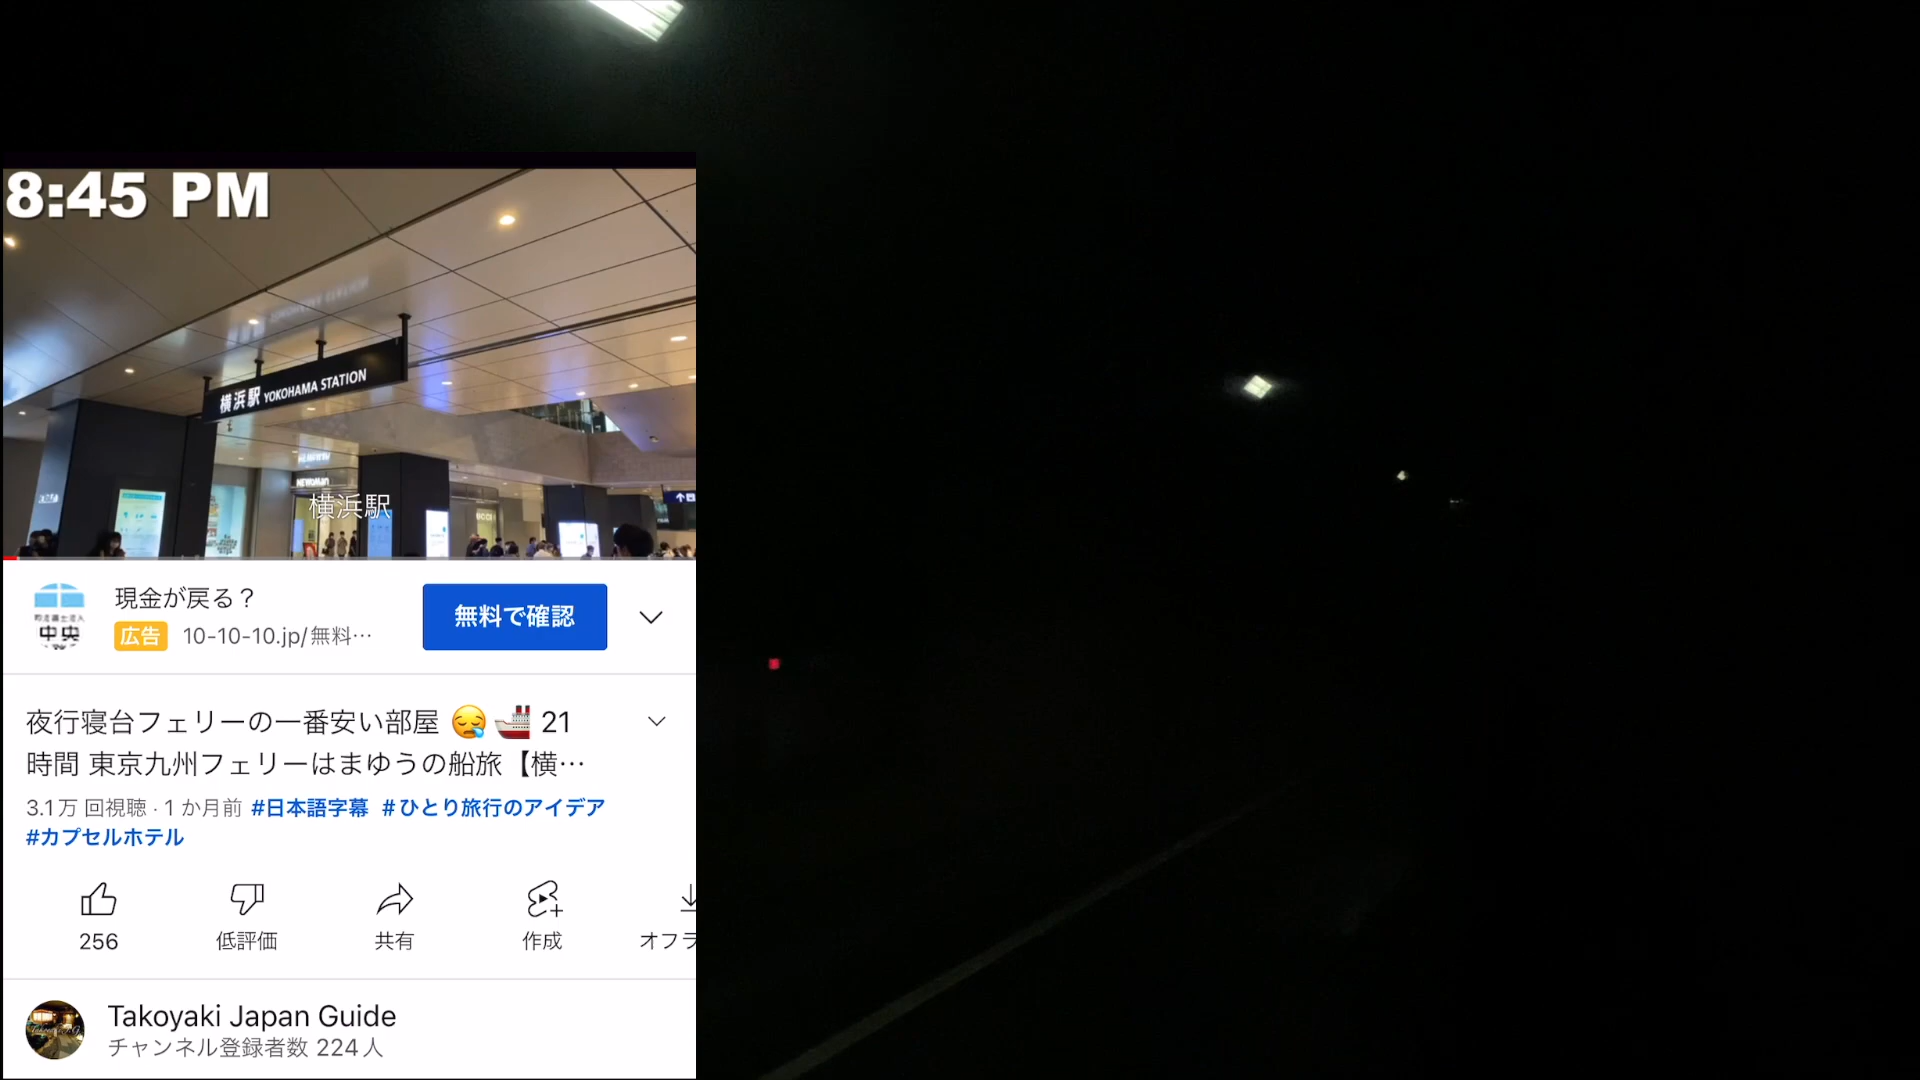 8:45 PM
横浜駅 YOKOHAMA STATION
NEWoMan
横浜駅
現金が戻る？
中央
広告 10-10-10.jp/無料…
無料で確認
夜行寝台フェリーの一番安い部屋 😪 🚢 21
時間 東京九州フェリーはまゆうの船旅【横…
3.1万 回視聴 · 1 か月前 #日本語字幕 #ひとり旅行のアイデア
#カプセルホテル
256
低評価
共有
作成
オフラ
Takoyaki Japan Guide
チャンネル登録者数 224人